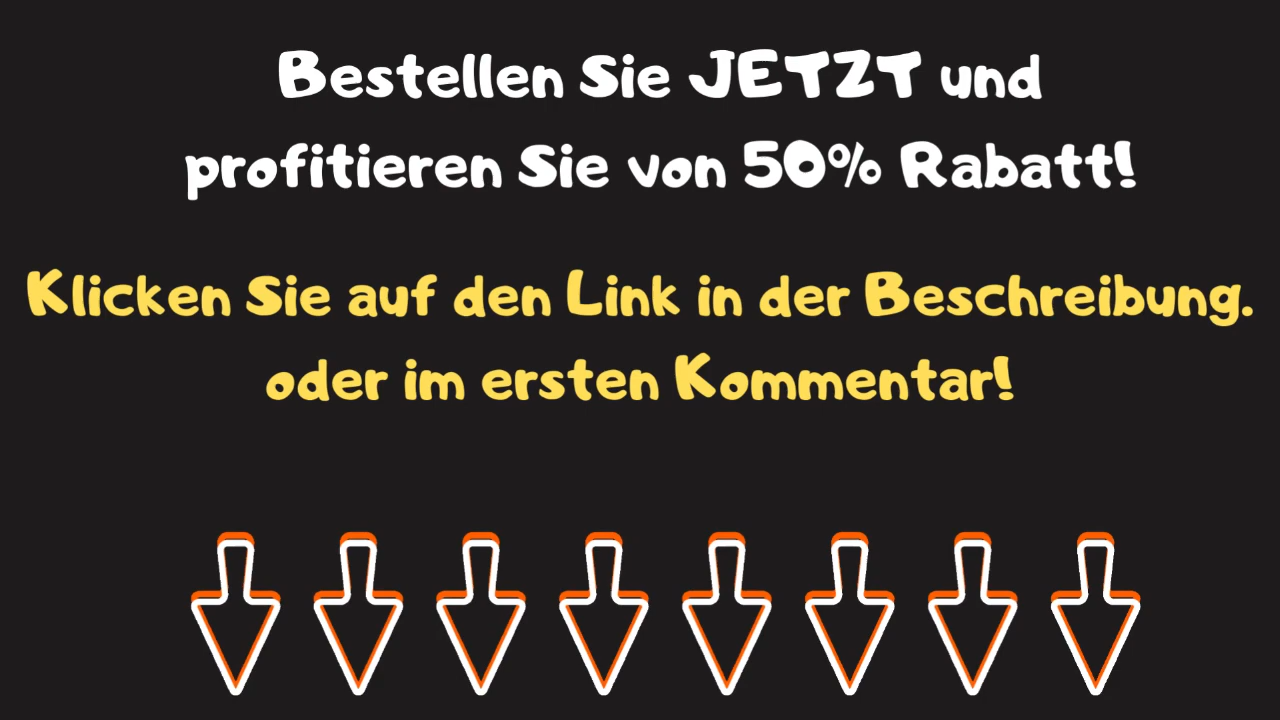 Bestellen Sie JETZT und
profitieren Sie von 50% Rabatt!
Klicken Sie auf den Link in der Beschreibung.
oder im ersten Kommentar!